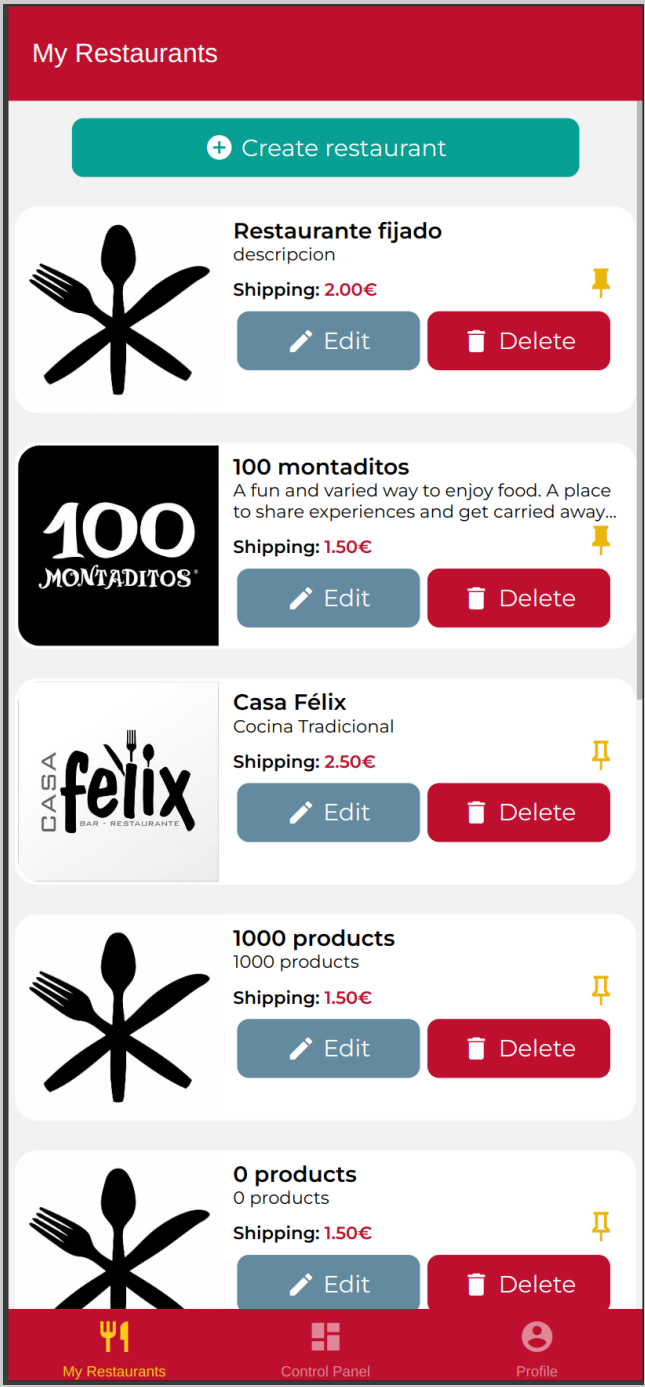 My Restaurants
Create restaurant
Restaurante fijado
descripcion
Shipping: 2.00€
Edit
Delete
100
MONTADITOS®
100 montaditos
A fun and varied way to enjoy food. A place
to share experiences and get carried away...
Shipping: 1.50€
Edit
Delete
CASA
felix
BAR - RESTAURANTE
Casa Félix
Cocina Tradicional
Shipping: 2.50€
Edit
Delete
1000 products
1000 products
Shipping: 1.50€
Edit
Delete
0 products
0 products
Shipping: 1.50€
Edit
Delete
My Restaurants
Control Panel
Profile